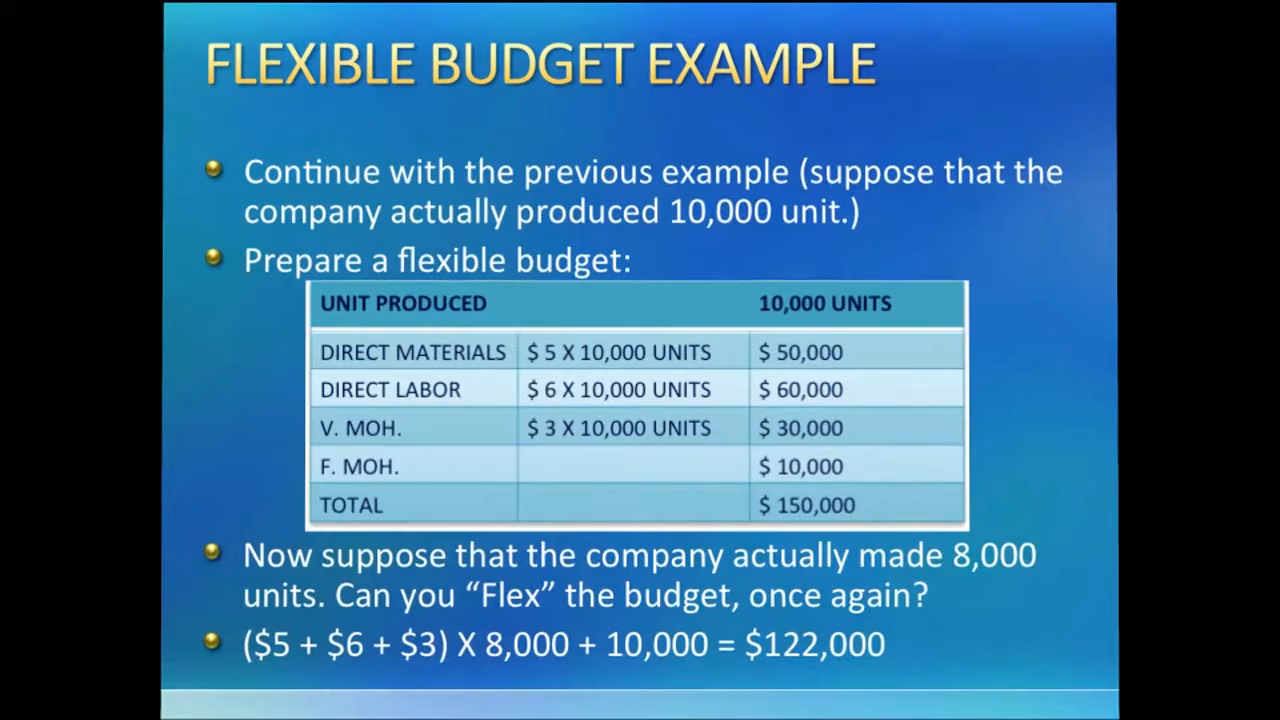 FLEXIBLE BUDGET EXAMPLE
Continue with the previous example (suppose that the
company actually produced 10,000 unit.)
Prepare a flexible budget:
UNIT PRODUCED 10,000 UNITS
DIRECT MATERIALS $ 5 X 10,000 UNITS $ 50,000
DIRECT LABOR $ 6 X 10,000 UNITS $ 60,000
V. MOH. $ 3 X 10,000 UNITS $ 30,000
F. MOH. $ 10,000
TOTAL $ 150,000
Now suppose that the company actually made 8,000
units. Can you “Flex” the budget, once again?
($5 + $6 + $3) X 8,000 + 10,000 = $122,000